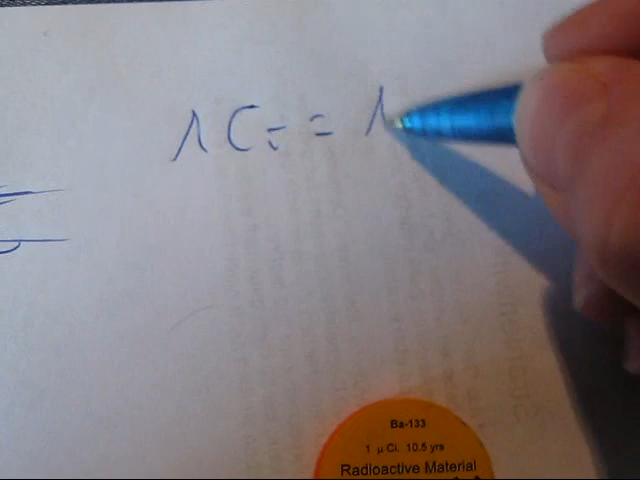 1 Ci = 1
Ba-133
1 μCi. 10.5 yrs
Radioactive Material